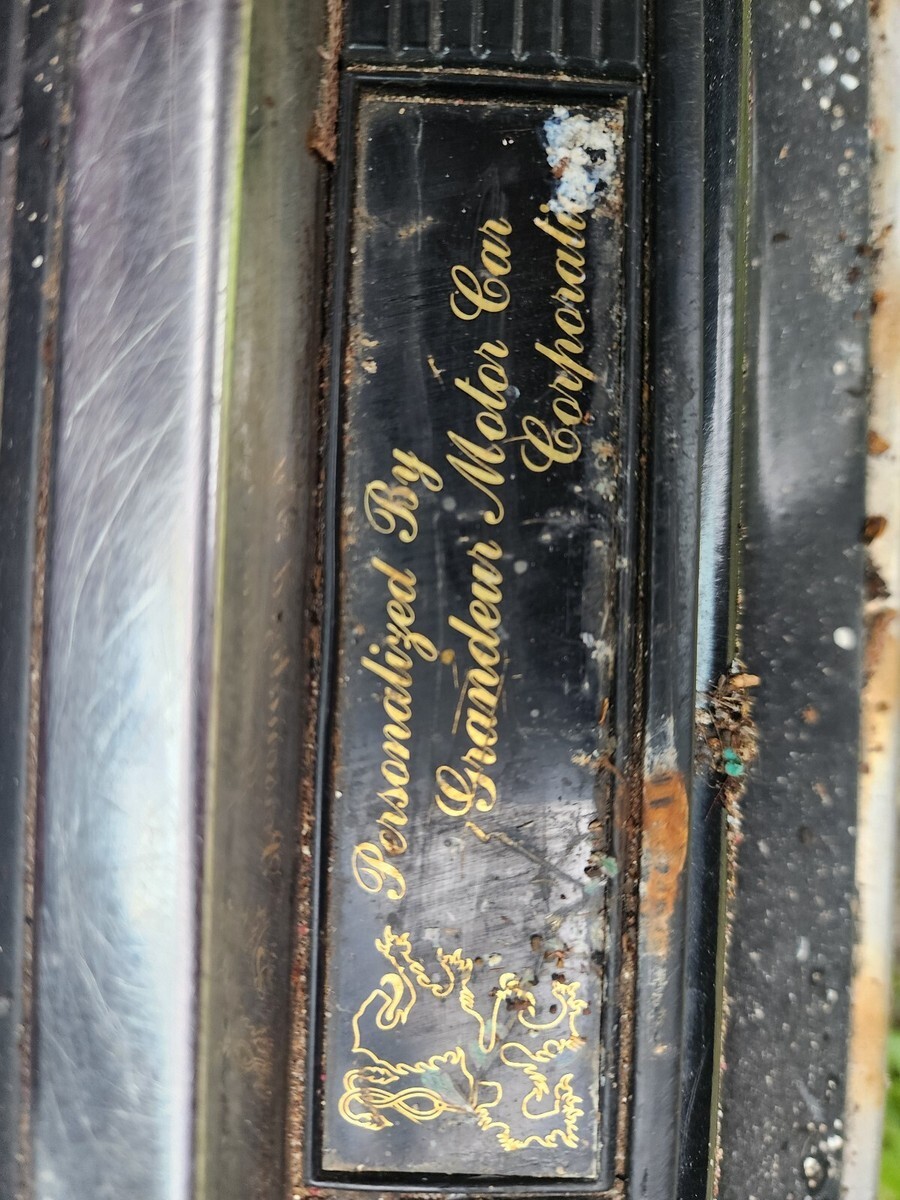 Personalized By
Grandeur Motor Car
Corporati